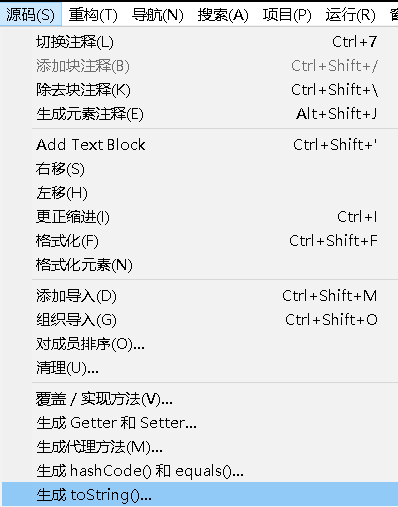 源码(S) 重构(T) 导航(N) 搜索(A) 项目(P) 运行(R)
切换注释(L) Ctrl+7
添加块注释(B) Ctrl+Shift+/
除去块注释(K) Ctrl+Shift+\
生成元素注释(E) Alt+Shift+J
Add Text Block Ctrl+Shift+'
右移(S)
左移(H)
更正缩进(I) Ctrl+I
格式化(F) Ctrl+Shift+F
格式化元素(N)
添加导入(D) Ctrl+Shift+M
组织导入(G) Ctrl+Shift+O
对成员排序(O)...
清理(U)...
覆盖 / 实现方法(V)...
生成 Getter 和 Setter...
生成代理方法(M)...
生成 hashCode() 和 equals()...
生成 toString()...